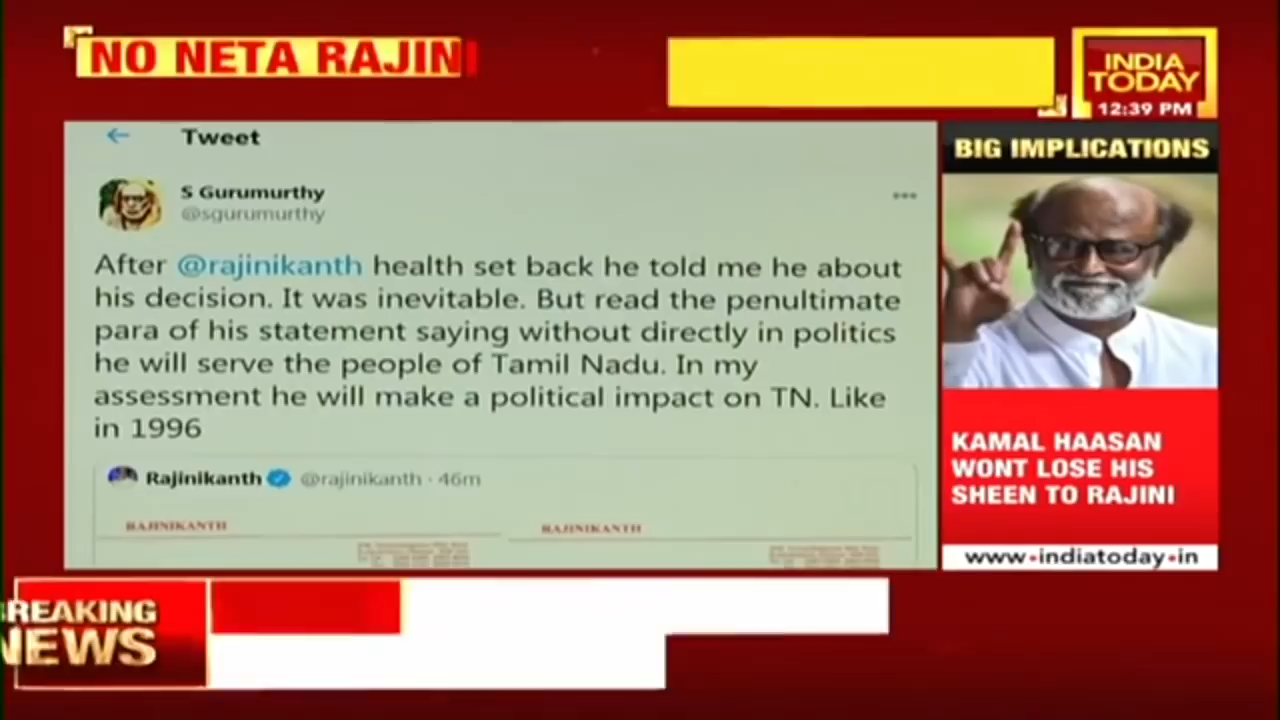 NO NETA RAJINI
INDIA
TODAY
12:39 PM
← Tweet
S Gurumurthy
@sgurumurthy
After @rajinikanth health set back he told me he about
his decision. It was inevitable. But read the penultimate
para of his statement saying without directly in politics
he will serve the people of Tamil Nadu. In my
assessment he will make a political impact on TN. Like
in 1996
Rajinikanth @rajinikanth · 46m
RAJINIKANTH
RAJINIKANTH
BIG IMPLICATIONS
KAMAL HAASAN
WONT LOSE HIS
SHEEN TO RAJINI
www.indiatoday.in
BREAKING
NEWS